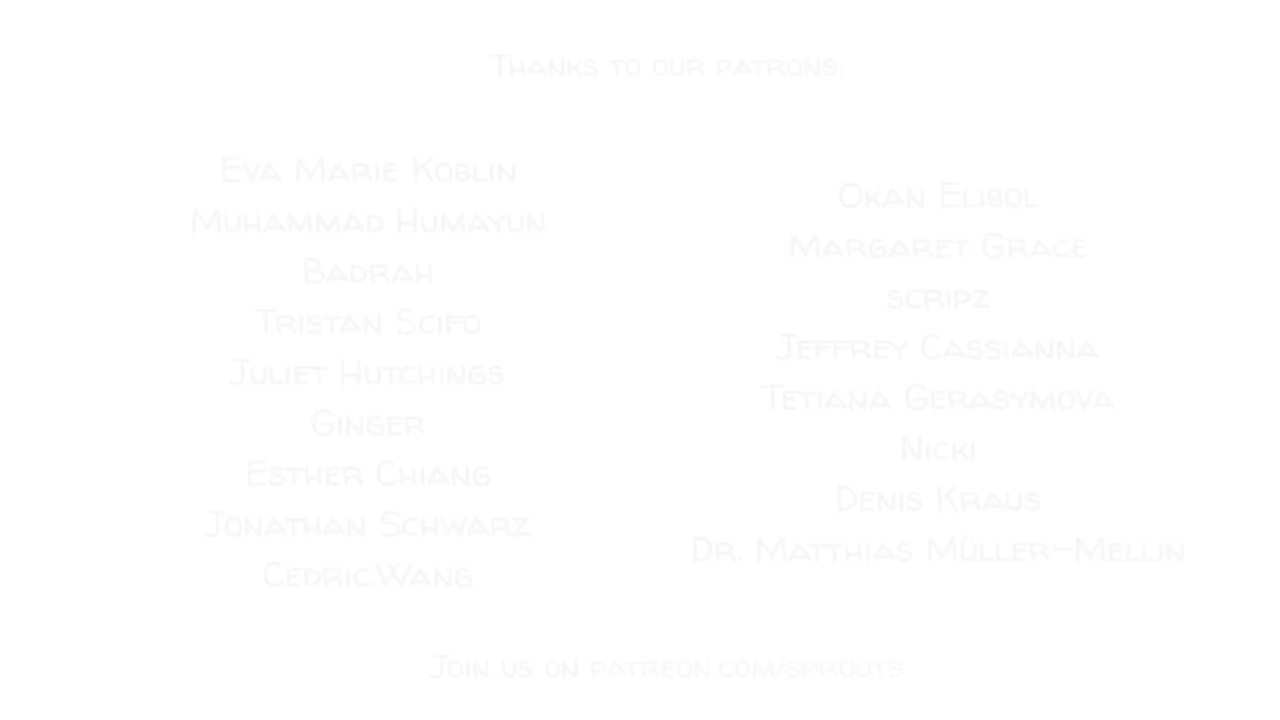 Thanks to our patrons:
Eva Marie Koblin
Muhammad Humayun
Badrah
Tristan Scifo
Juliet Hutchings
Ginger
Esther Chiang
Jonathan Schwarz
Cedric.Wang
Okan Elibol
Margaret Grace
scripz
Jeffrey Cassianna
Tetiana Gerasymova
Nicki
Denis Kraus
Dr. Matthias Müller-Mellin
Join us on patreon.com/sprouts